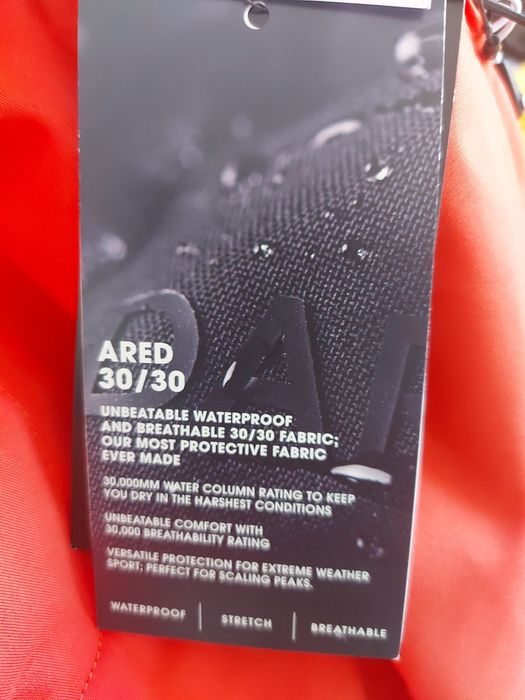 ARED
30/30
UNBEATABLE WATERPROOF
AND BREATHABLE 30/30 FABRIC;
OUR MOST PROTECTIVE FABRIC
EVER MADE
30,000MM WATER COLUMN RATING TO KEEP
YOU DRY IN THE HARSHEST CONDITIONS
UNBEATABLE COMFORT WITH
30,000 BREATHABILITY RATING
VERSATILE PROTECTION FOR EXTREME WEATHER
SPORT; PERFECT FOR SCALING PEAKS.
WATERPROOF | STRETCH | BREATHABLE